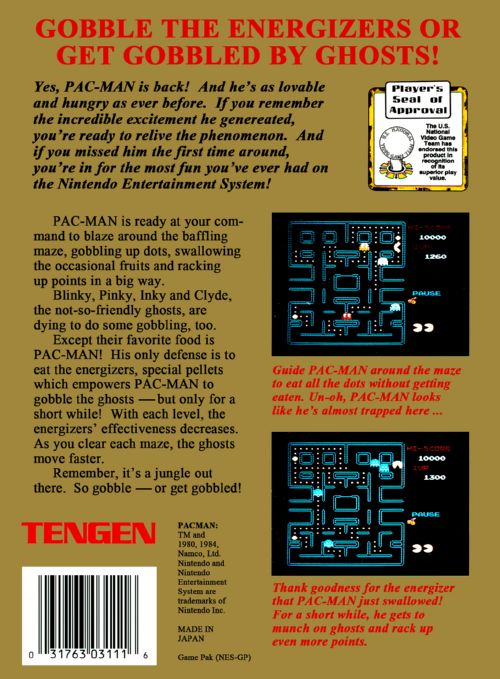 GOBBLE THE ENERGIZERS OR
GET GOBBLED BY GHOSTS!
Yes, PAC-MAN is back! And he's as lovable
and hungry as ever before. If you remember
the incredible excitement he genereated,
you're ready to relive the phenomenon. And
if you missed him the first time around,
you're in for the most fun you've ever had on
the Nintendo Entertainment System!
Player's
Seal of
Approval
The U.S.
National
Video Game
Team has
endorsed this
product in
recognition
of its
superior play
value.
PAC-MAN is ready at your com-
mand to blaze around the baffling
maze, gobbling up dots, swallowing
the occasional fruits and racking
up points in a big way.
Blinky, Pinky, Inky and Clyde,
the not-so-friendly ghosts, are
dying to do some gobbling, too.
Except their favorite food is
PAC-MAN! His only defense is to
eat the energizers, special pellets
which empowers PAC-MAN to
gobble the ghosts — but only for a
short while! With each level, the
energizers' effectiveness decreases.
As you clear each maze, the ghosts
move faster.
Remember, it's a jungle out
there. So gobble — or get gobbled!
HI-SCORE
10000
1UP
1260
PAUSE
Guide PAC-MAN around the maze
to eat all the dots without getting
eaten. Un-oh, PAC-MAN looks
like he's almost trapped here ...
HI-SCORE
10000
1UP
1300
PAUSE
Thank goodness for the energizer
that PAC-MAN just swallowed!
For a short while, he gets to
munch on ghosts and rack up
even more points.
TENGEN
PACMAN:
TM and
1980, 1984,
Namco, Ltd.
Nintendo and
Nintendo
Entertainment
System are
trademarks of
Nintendo Inc.
MADE IN
JAPAN
Game Pak (NES-GP)
0 31763 03111 6